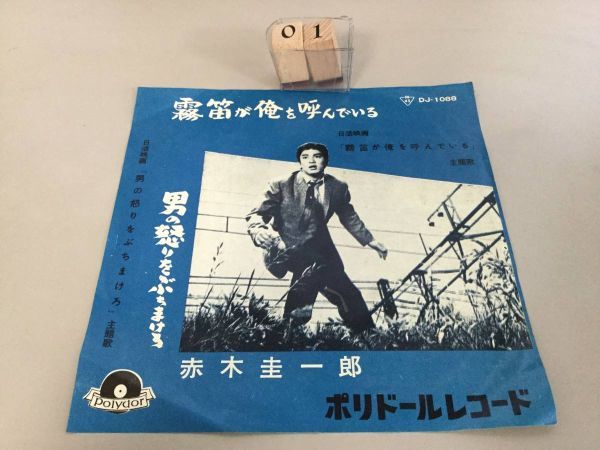 01
霧笛が俺を呼んでいる
DJ-1088
日活映画
「霧笛が俺を呼んでいる」
主題歌
日活映画「男の怒りをぶちまけろ」主題歌
男の怒りをぶちまけろ
赤木圭一郎
Polydor
ポリドールレコード